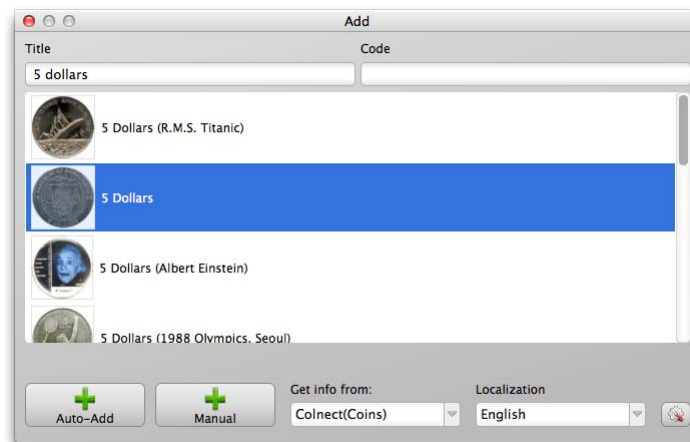 Add
Title Code
5 dollars
5 Dollars (R.M.S. Titanic)
5 Dollars
5 Dollars (Albert Einstein)
5 Dollars (1988 Olympics, Seoul)
Get info from: Localization
Auto-Add Manual Colnect(Coins) English